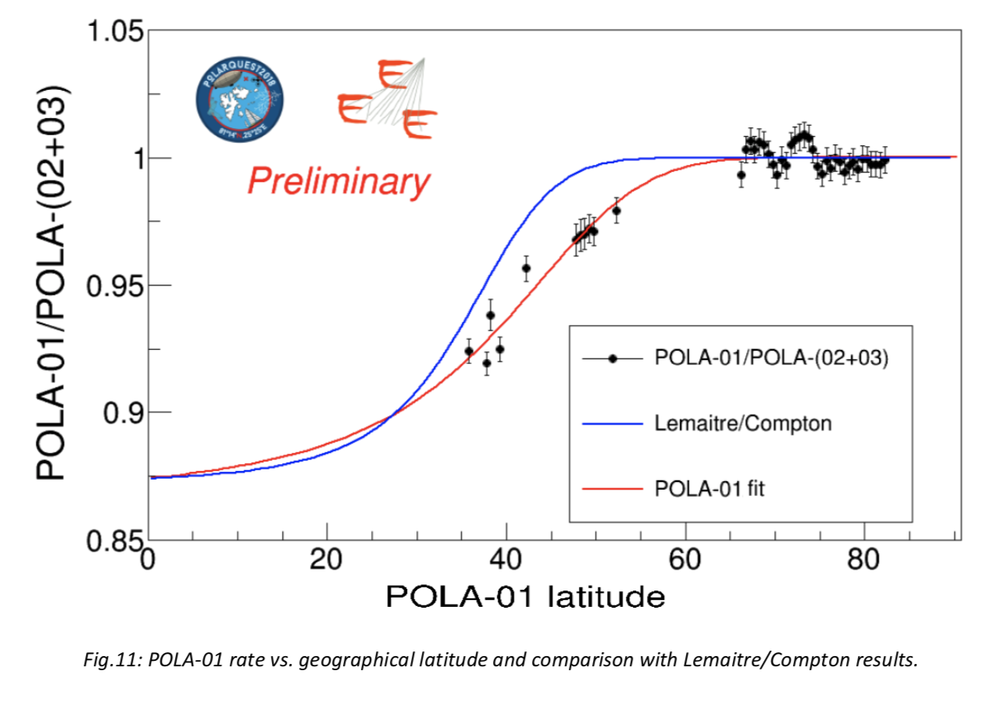 1.05
1
0.95
0.9
0.85
POLA-01/POLA-(02+03)
POLARQUEST2018
EEE
Preliminary
POLA-01/POLA-(02+03)
Lemaitre/Compton
POLA-01 fit
0 20 40 60 80
POLA-01 latitude
Fig.11: POLA-01 rate vs. geographical latitude and comparison with Lemaitre/Compton results.